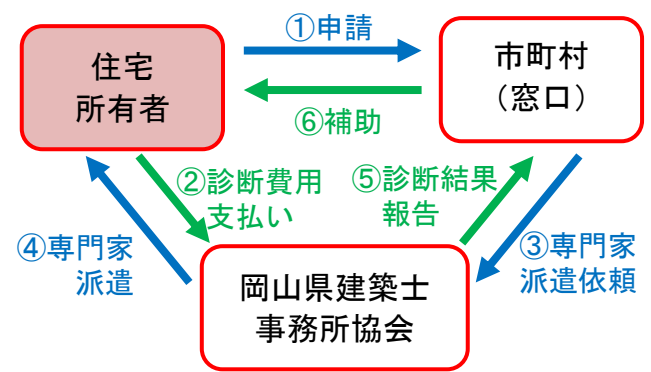 ①申請
住宅
所有者
市町村
（窓口）
⑥補助
②診断費用
支払い
⑤診断結果
報告
④専門家
派遣
③専門家
派遣依頼
岡山県建築士
事務所協会